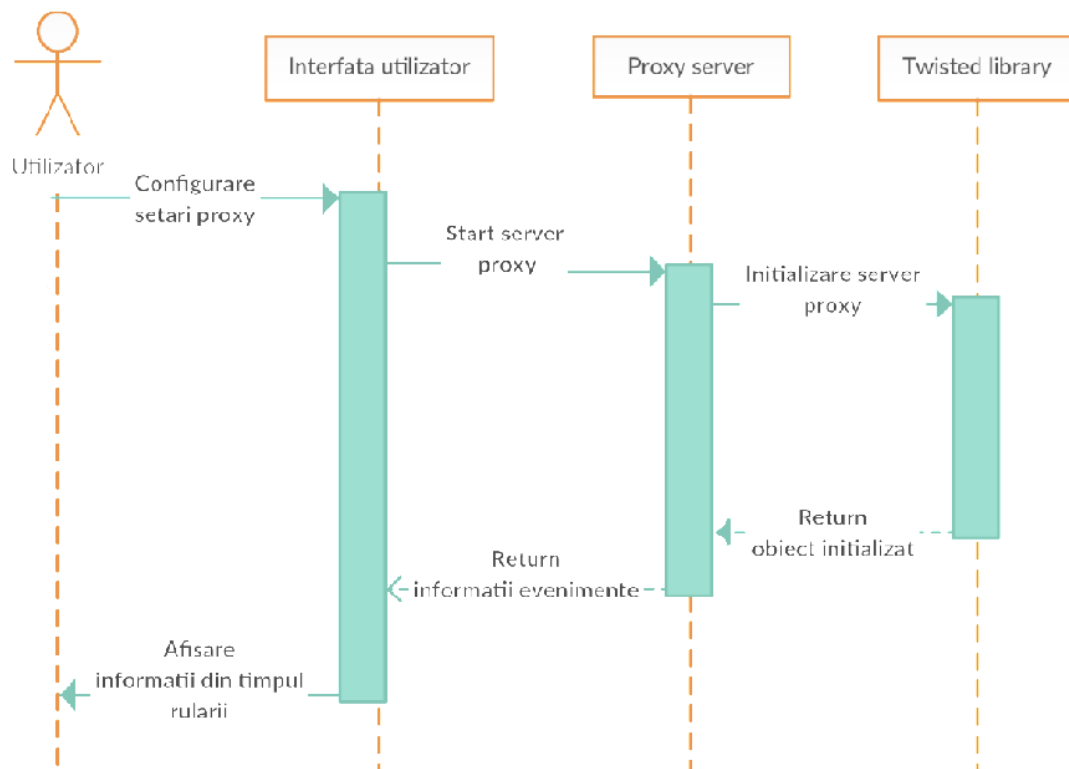 Interfata utilizator
Proxy server
Twisted library
Utilizator
Configurare
setari proxy
Start server
proxy
Initializare server
proxy
Return
obiect initializat
Return
informatii evenimente
Afisare
informatii din timpul
rularii